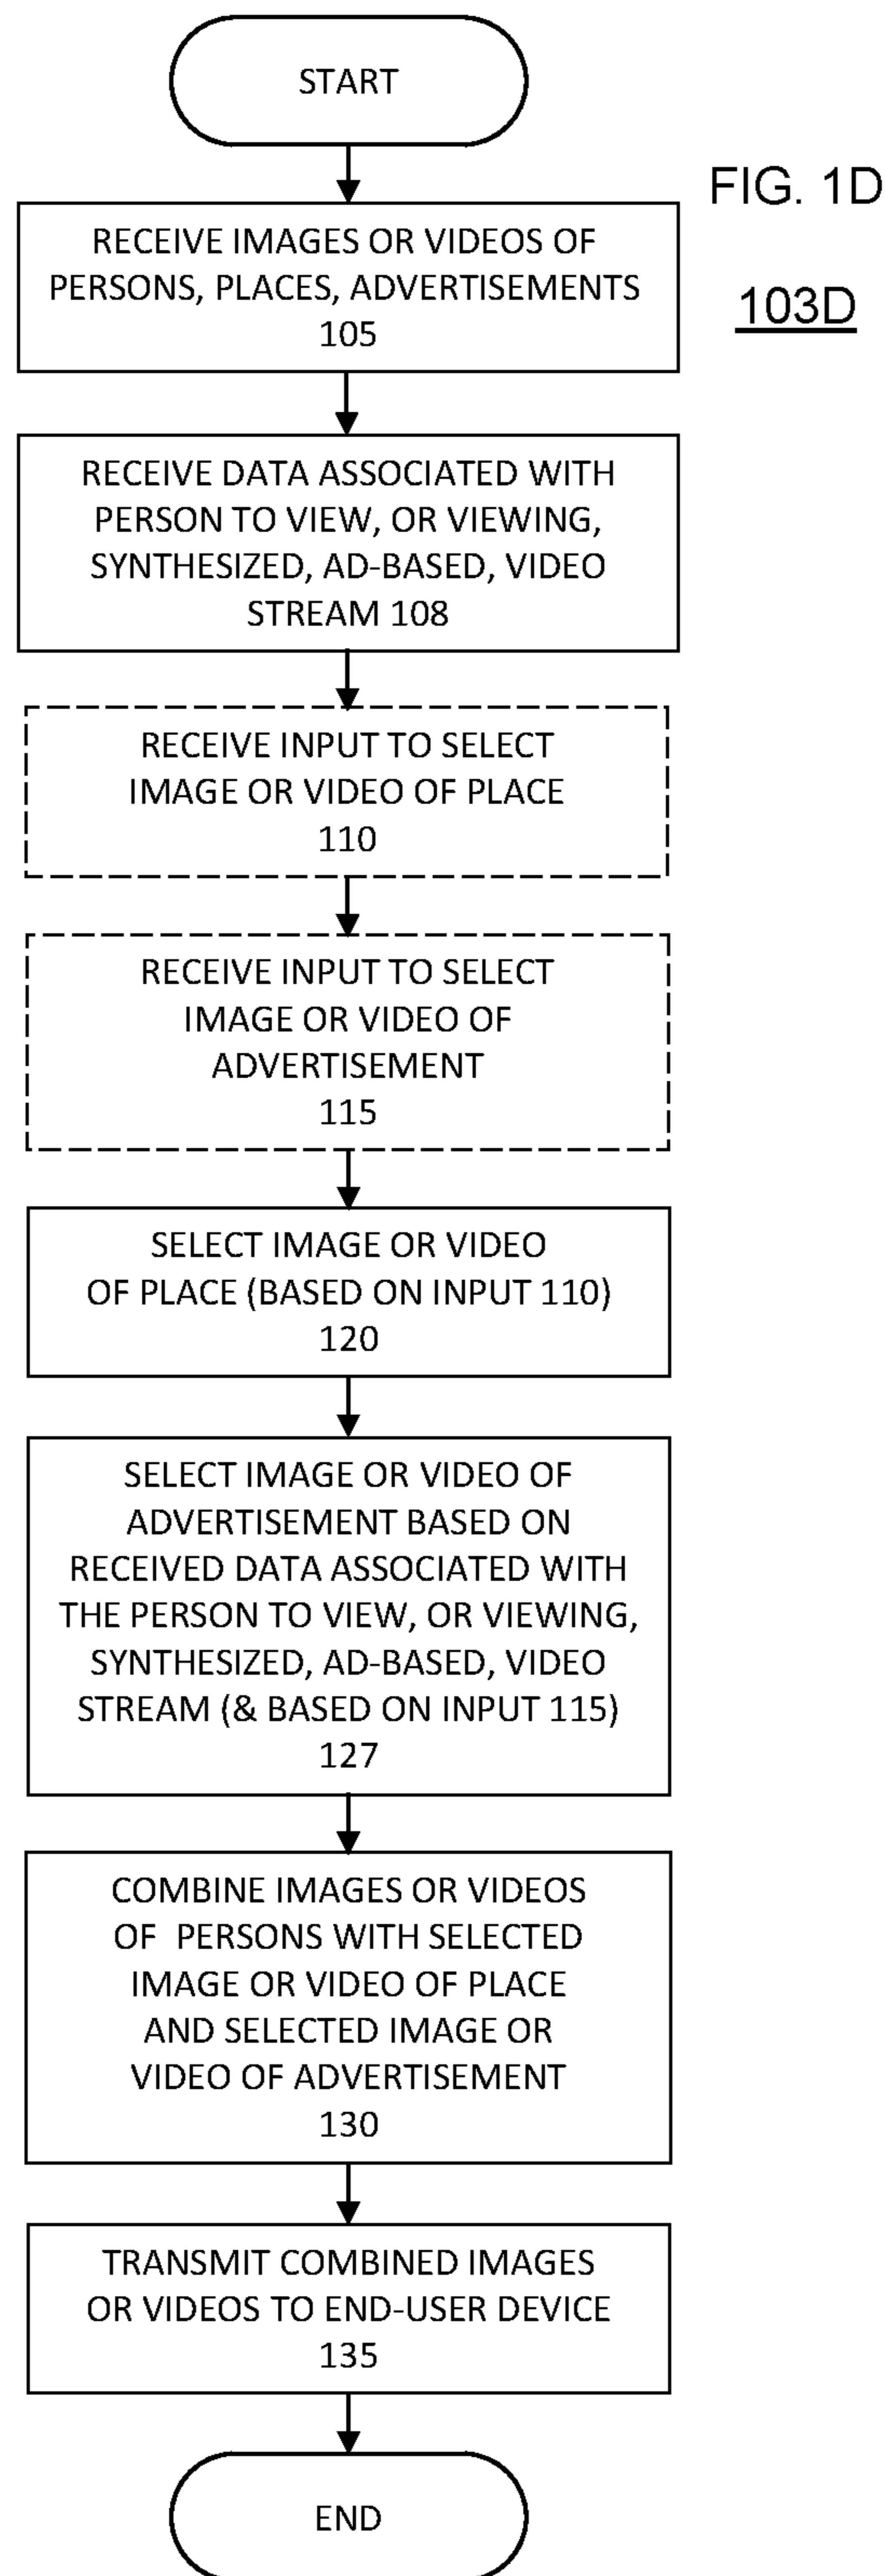 START
FIG. 1D
103D
RECEIVE IMAGES OR VIDEOS OF
PERSONS, PLACES, ADVERTISEMENTS
105
RECEIVE DATA ASSOCIATED WITH
PERSON TO VIEW, OR VIEWING,
SYNTHESIZED, AD-BASED, VIDEO
STREAM 108
RECEIVE INPUT TO SELECT
IMAGE OR VIDEO OF PLACE
110
RECEIVE INPUT TO SELECT
IMAGE OR VIDEO OF
ADVERTISEMENT
115
SELECT IMAGE OR VIDEO
OF PLACE (BASED ON INPUT 110)
120
SELECT IMAGE OR VIDEO OF
ADVERTISEMENT BASED ON
RECEIVED DATA ASSOCIATED WITH
THE PERSON TO VIEW, OR VIEWING,
SYNTHESIZED, AD-BASED, VIDEO
STREAM (& BASED ON INPUT 115)
127
COMBINE IMAGES OR VIDEOS
OF PERSONS WITH SELECTED
IMAGE OR VIDEO OF PLACE
AND SELECTED IMAGE OR
VIDEO OF ADVERTISEMENT
130
TRANSMIT COMBINED IMAGES
OR VIDEOS TO END-USER DEVICE
135
END